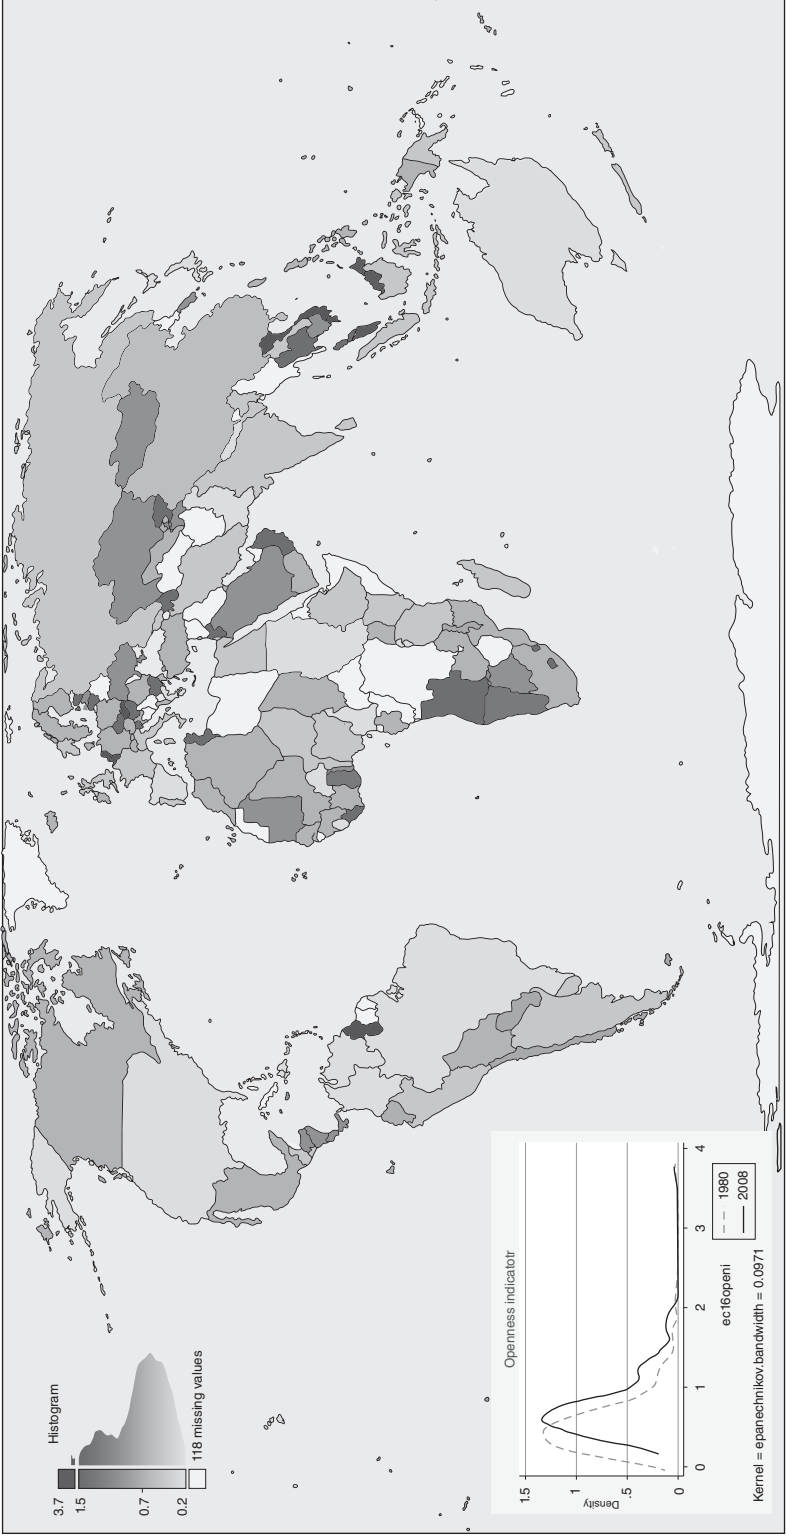 Histogram
3.7
1.5
0.7
0.2
118 missing values
Openness indicatotr
1.5
1
.5
0
Density
0
1
2
3
4
ec16openi
1980
2008
Kernel = epanechnikov.bandwidth = 0.0971